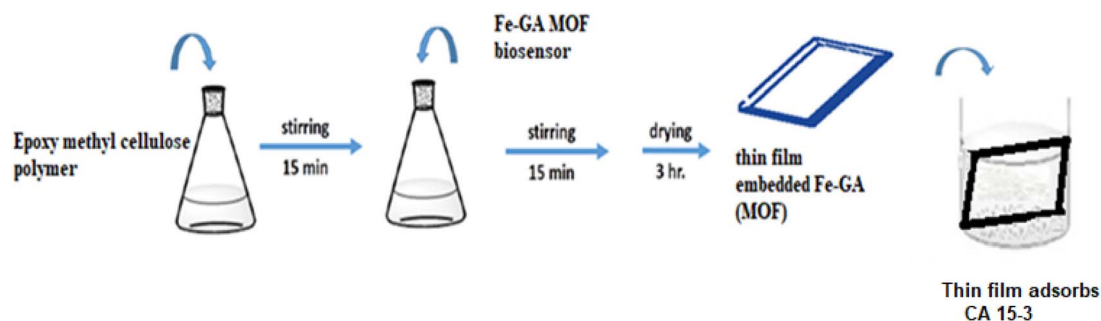 Epoxy methyl cellulose
polymer
stirring
15 min
Fe-GA MOF
biosensor
stirring
15 min
drying
3 hr.
thin film
embedded Fe-GA
(MOF)
Thin film adsorbs
CA 15-3